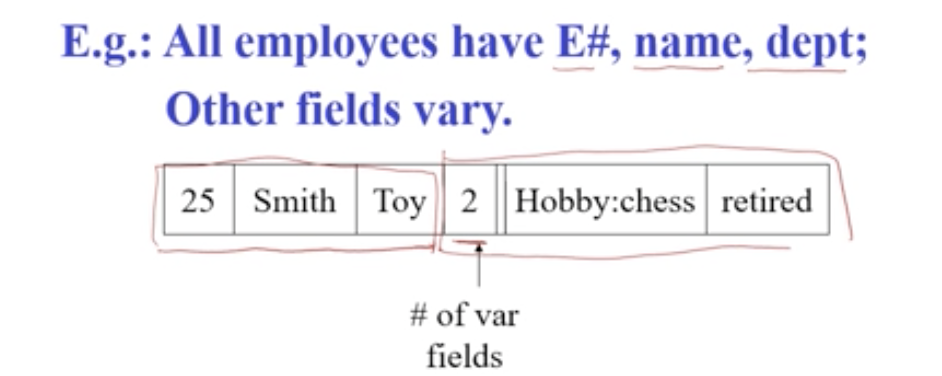 E.g.: All employees have E#, name, dept;
Other fields vary.
25 Smith Toy 2 Hobby:chess retired
# of var
fields